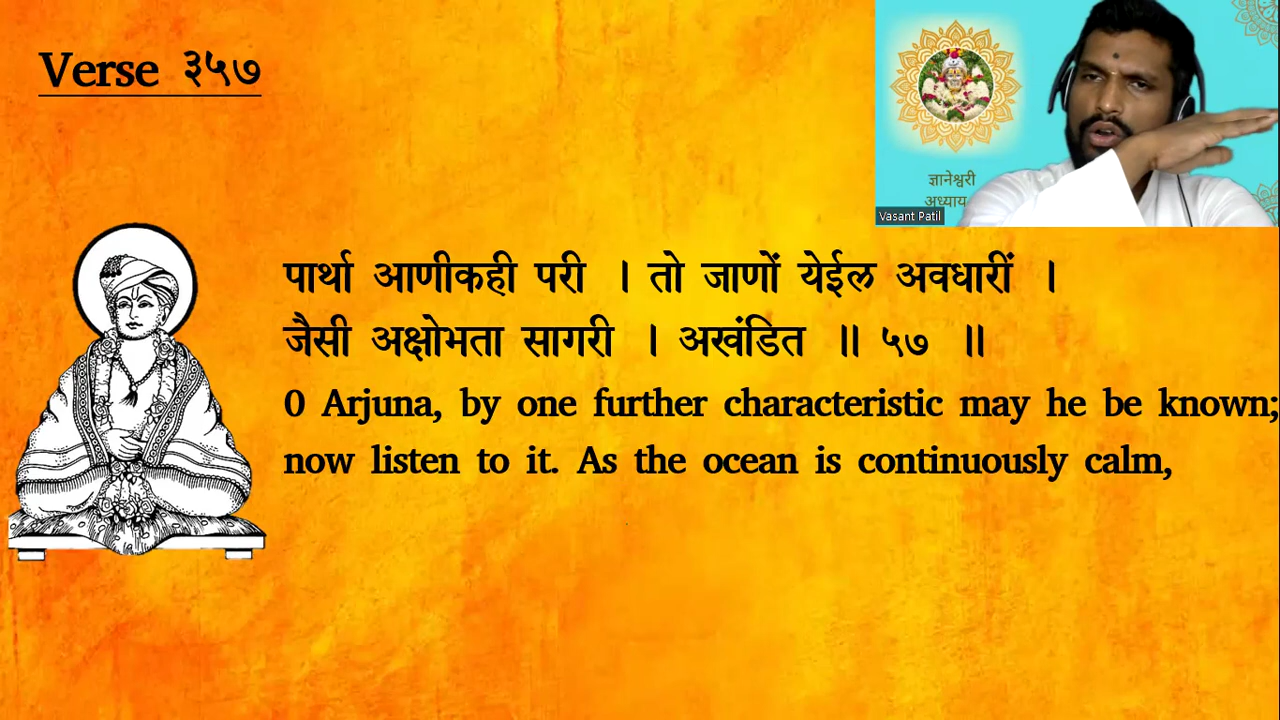 Verse ३५७
ज्ञानेश्वरी
अध्याय
Vasant Patil
पार्था आणीकही परी । तो जाणों येईल अवधारीं ।
जैसी अक्षोभता सागरी । अखंडित ॥ ५७ ॥
O Arjuna, by one further characteristic may he be known;
now listen to it. As the ocean is continuously calm,